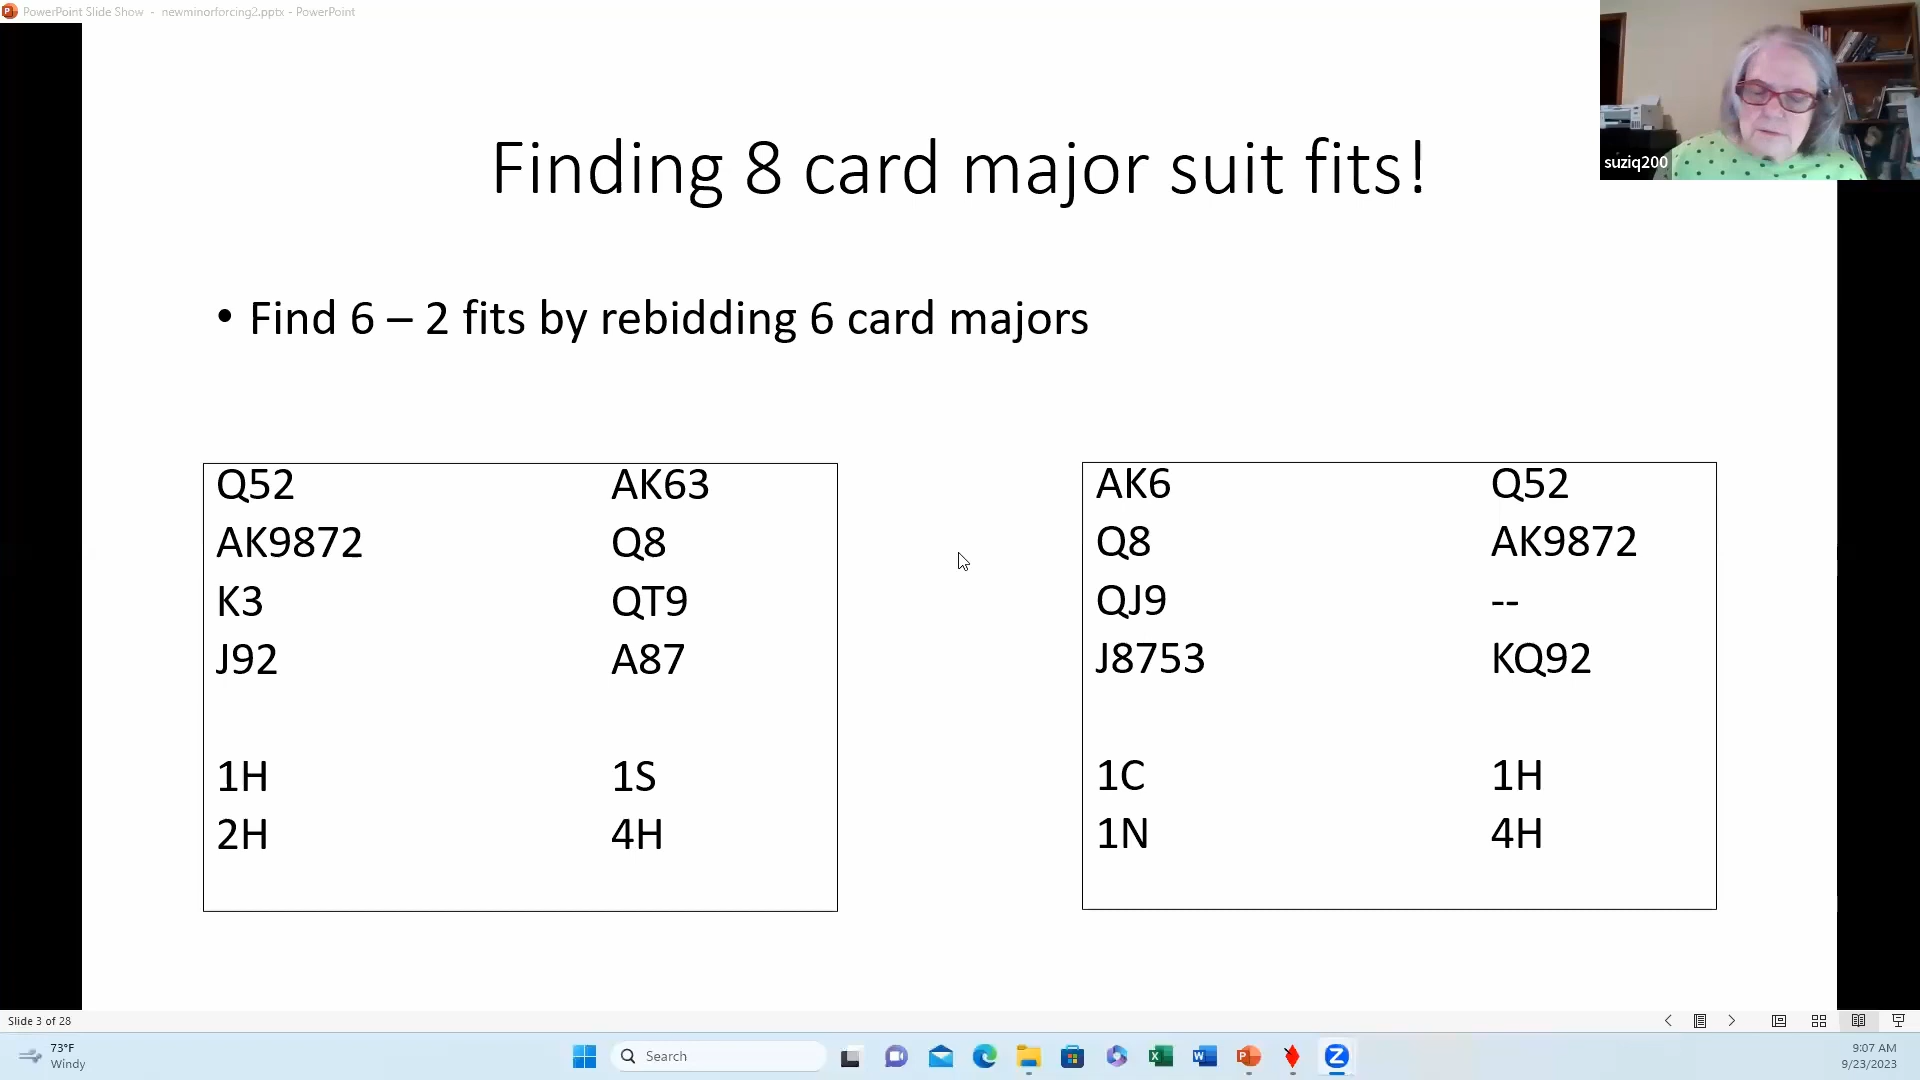 PowerPoint Slide Show - newminorforcing2.pptx - PowerPoint
suziq200
Finding 8 card major suit fits!
• Find 6 – 2 fits by rebidding 6 card majors
Q52 AK63
AK9872 Q8
K3 QT9
J92 A87
1H 1S
2H 4H
AK6 Q52
Q8 AK9872
QJ9 --
J8753 KQ92
1C 1H
1N 4H
Slide 3 of 28
73°F
Windy
Search
9:07 AM
9/23/2023